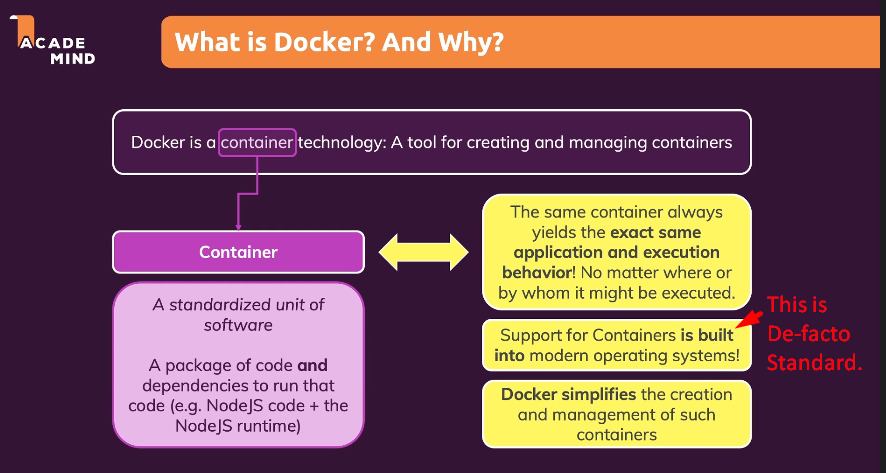 ACADE
MIND
What is Docker? And Why?
Docker is a container technology: A tool for creating and managing containers
Container
A standardized unit of
software
A package of code and
dependencies to run that
code (e.g. NodeJS code + the
NodeJS runtime)
The same container always
yields the exact same
application and execution
behavior! No matter where or
by whom it might be executed.
Support for Containers is built
into modern operating systems!
Docker simplifies the creation
and management of such
containers
This is
De-facto
Standard.